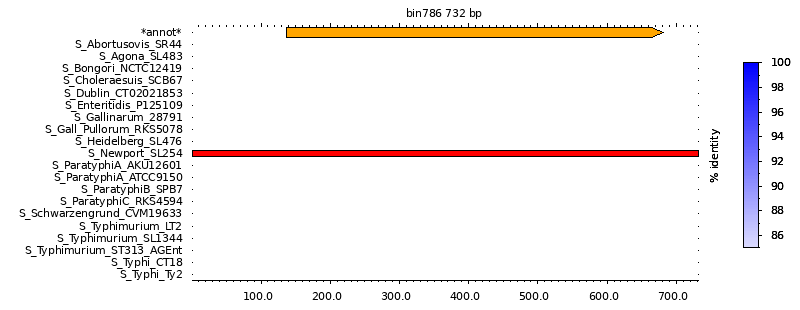 bin786 732 bp
*annot*
S_Abortusovis_SR44
S_Agona_SL483
S_Bongori_NCTC12419
S_Choleraesuis_SCB67
S_Dublin_CT02021853
S_Enteritidis_P125109
S_Gallinarum_28791
S_Gall_Pullorum_RKS5078
S_Heidelberg_SL476
S_Newport_SL254
S_ParatyphiA_AKU12601
S_ParatyphiA_ATCC9150
S_ParatyphiB_SPB7
S_ParatyphiC_RKS4594
S_Schwarzengrund_CVM19633
S_Typhimurium_LT2
S_Typhimurium_SL1344
S_Typhimurium_ST313_AGEnt
S_Typhi_CT18
S_Typhi_Ty2
100.0 200.0 300.0 400.0 500.0 600.0 700.0
% identity
100
98
96
94
92
90
88
86